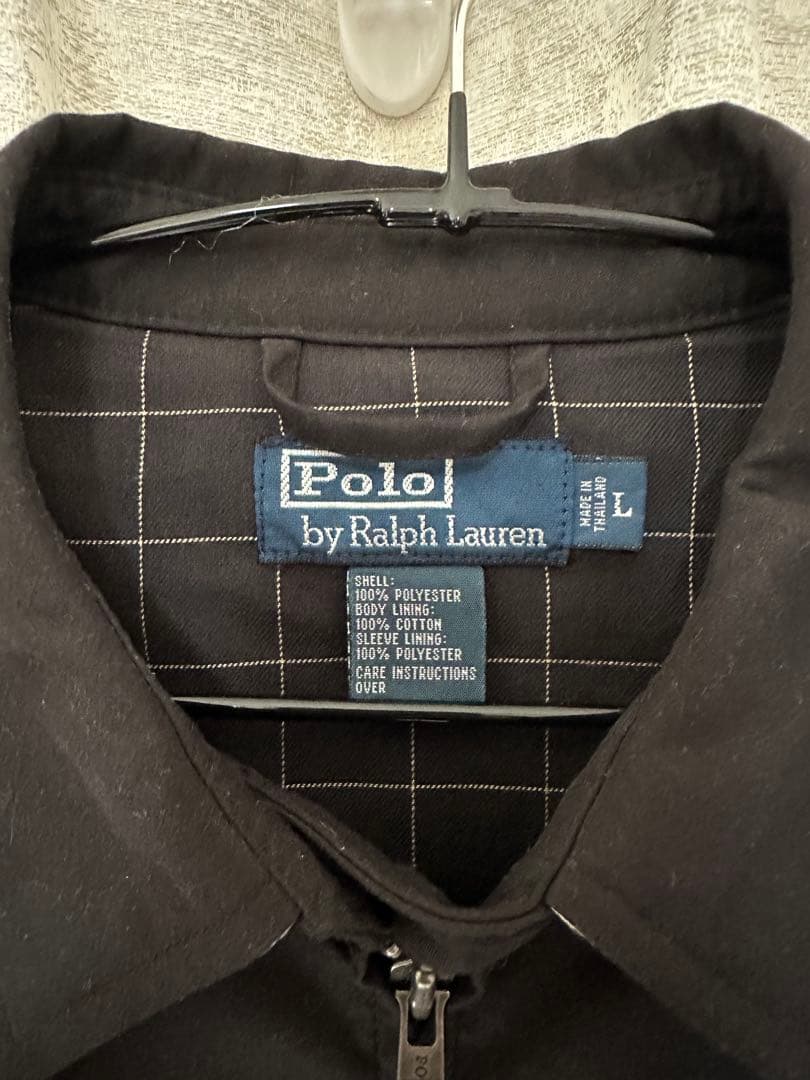 Polo
by Ralph Lauren
MADE IN
THAILAND
L
SHELL:
100% POLYESTER
BODY LINING:
100% COTTON
SLEEVE LINING:
100% POLYESTER
CARE INSTRUCTIONS
OVER